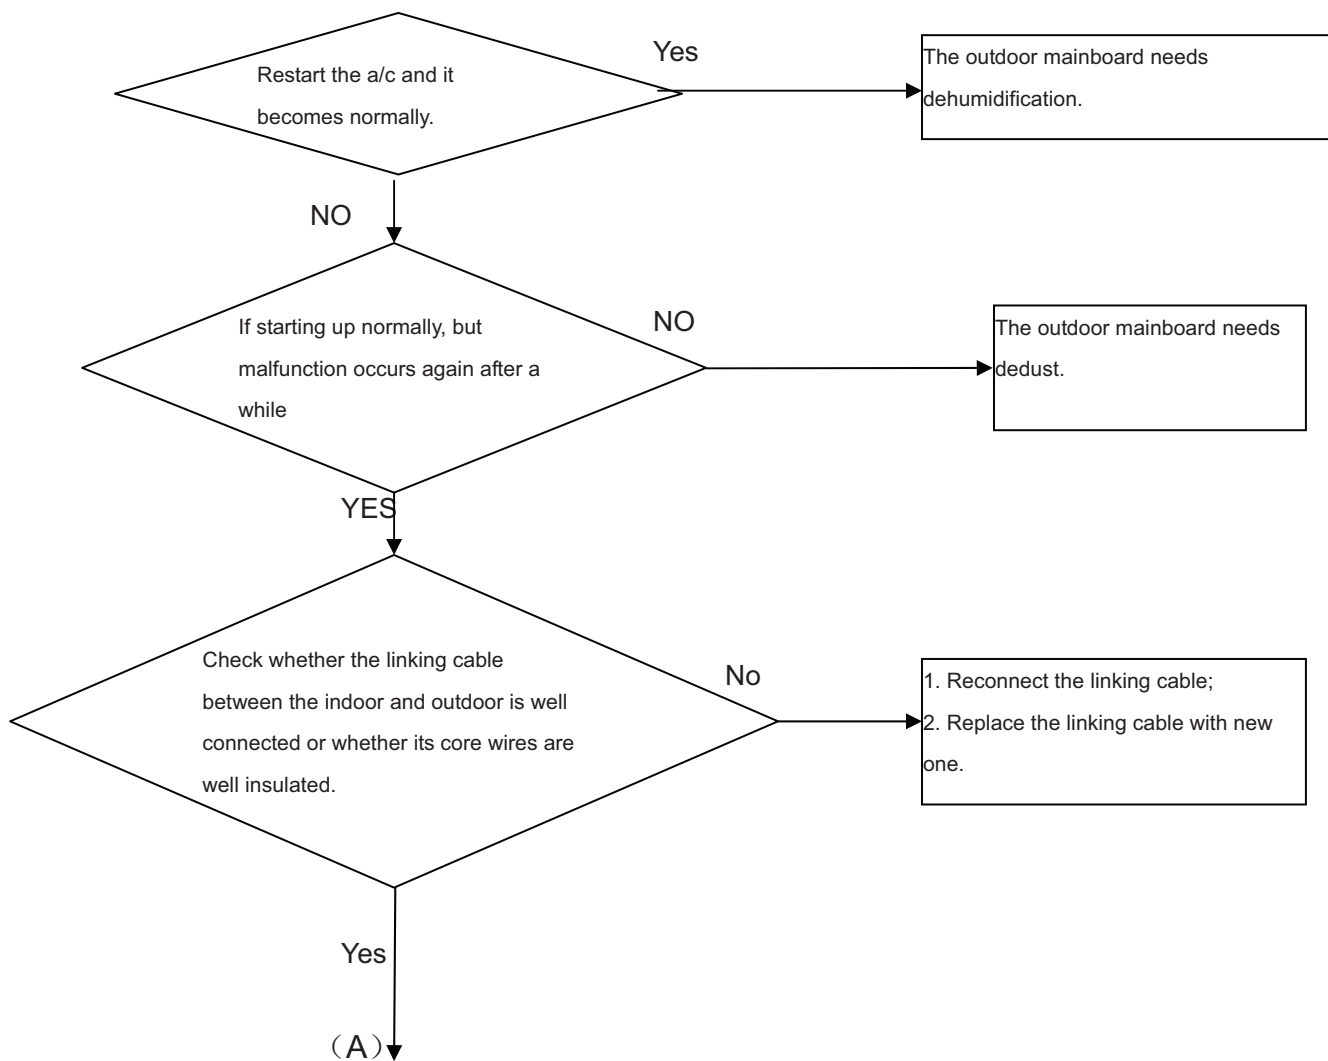 Restart the a/c and it
becomes normally.
Yes
The outdoor mainboard needs
dehumidification.
NO
If starting up normally, but
malfunction occurs again after a
while
NO
The outdoor mainboard needs
dedust.
YES
Check whether the linking cable
between the indoor and outdoor is well
connected or whether its core wires are
well insulated.
No
1. Reconnect the linking cable;
2. Replace the linking cable with new
one.
Yes
（A）